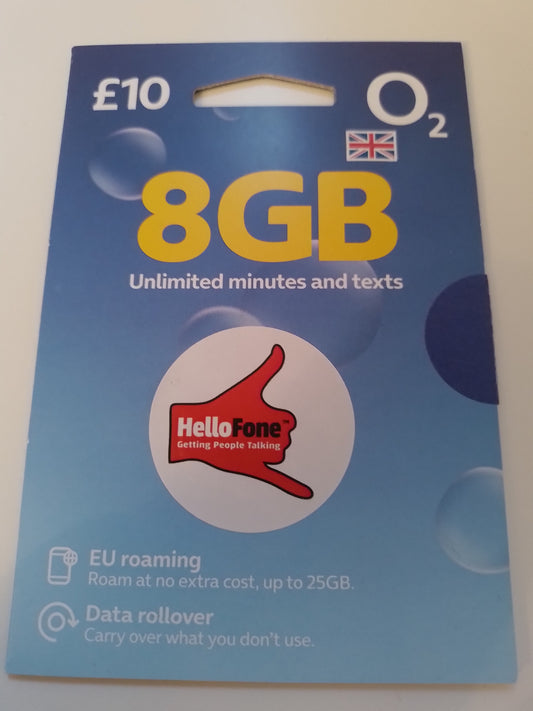 £10
O2
8GB
Unlimited minutes and texts
HelloFone™
Getting People Talking
EU roaming
Roam at no extra cost, up to 25GB.
Data rollover
Carry over what you don't use.